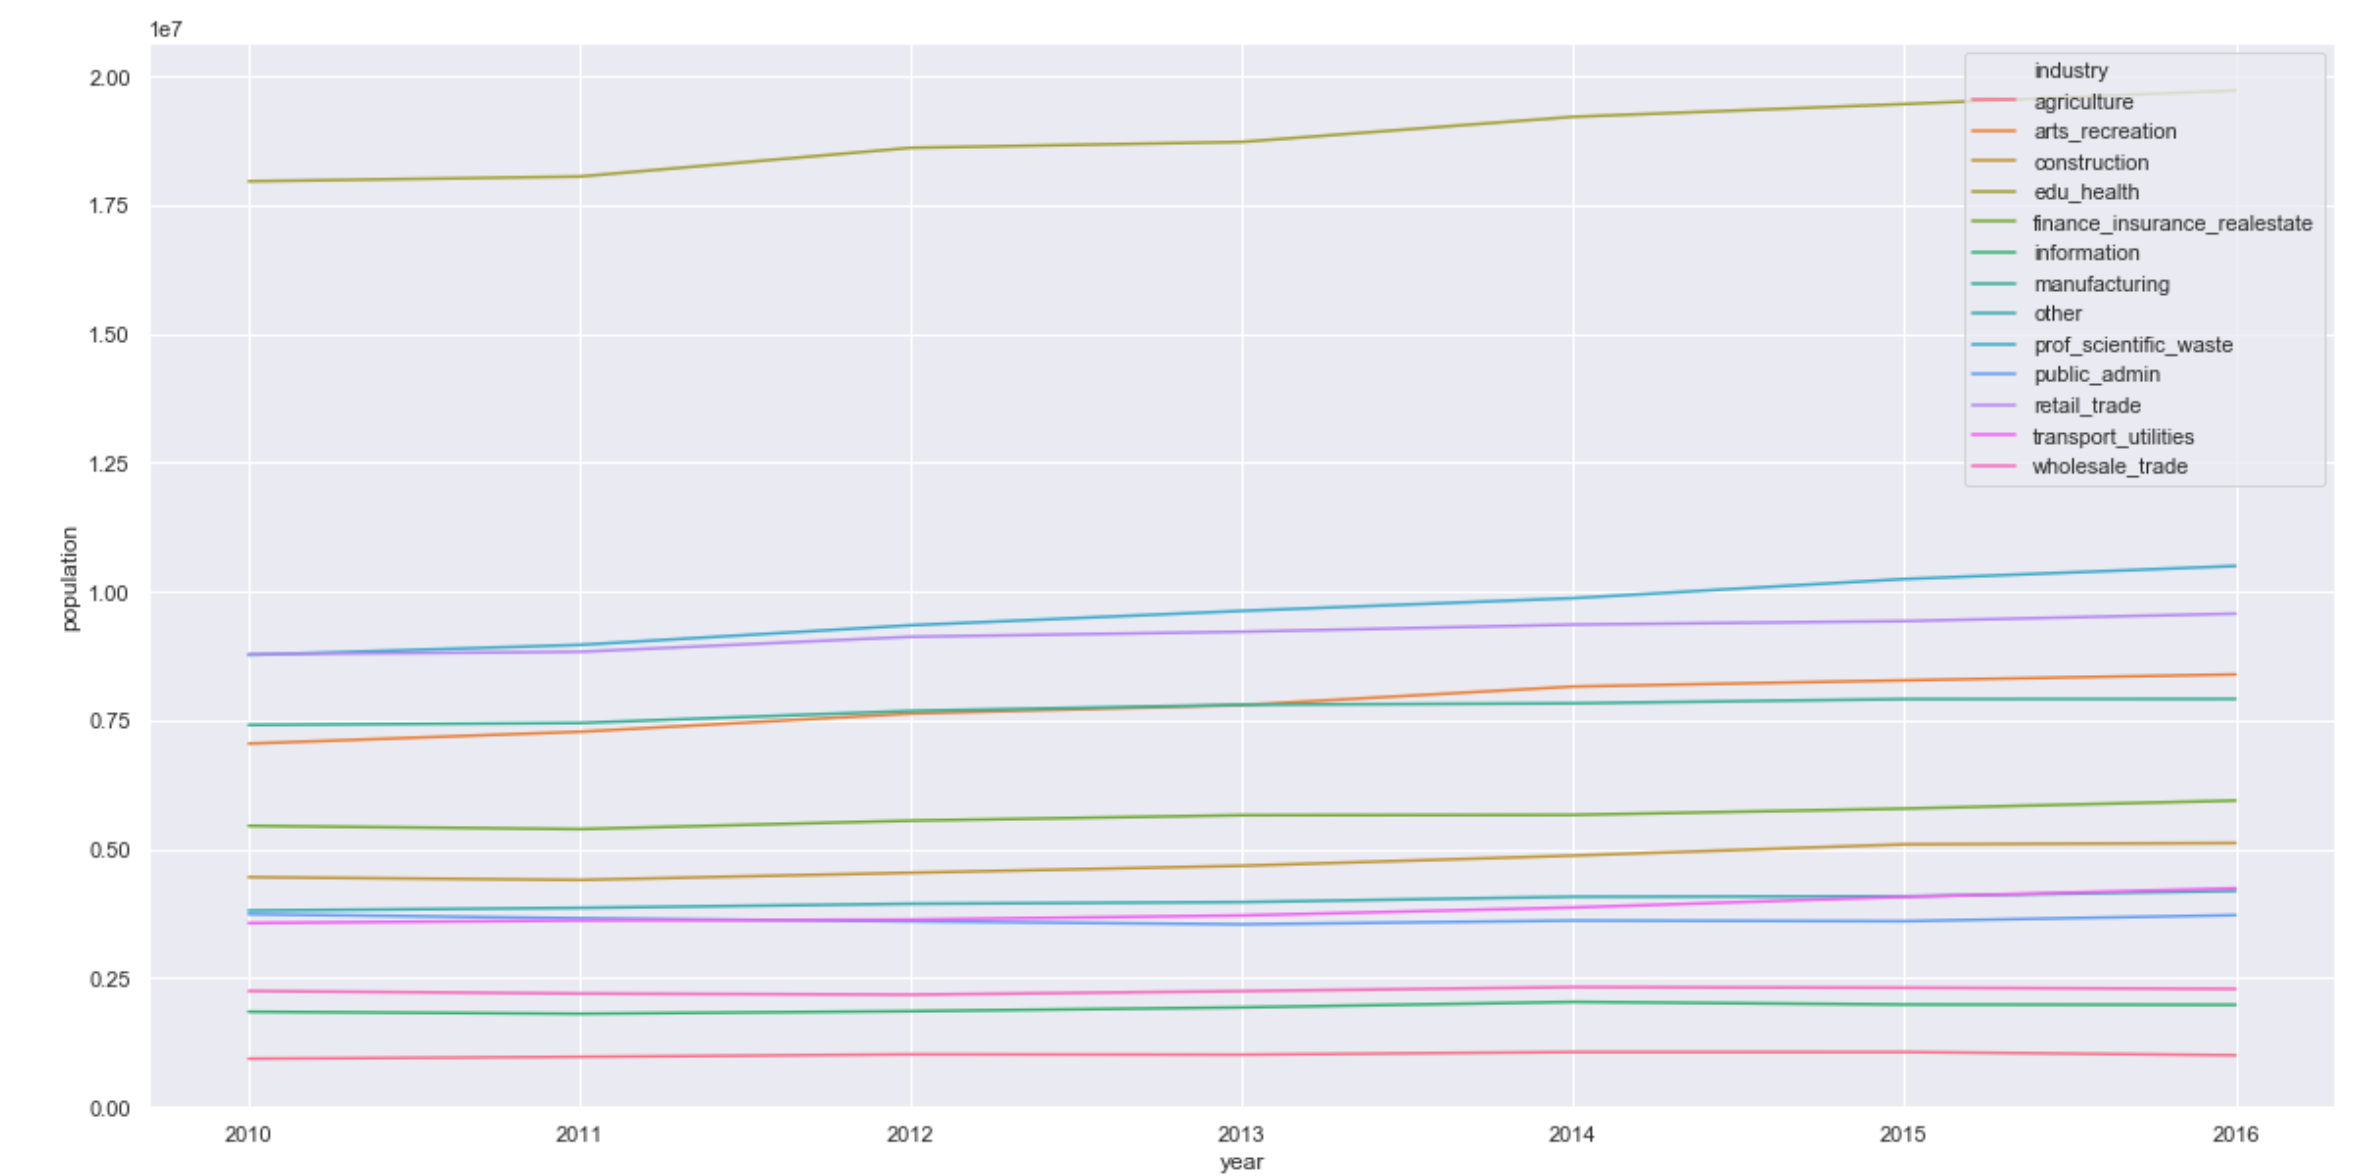 1e7
2.00
1.75
1.50
1.25
1.00
0.75
0.50
0.25
0.00
population
2010 2011 2012 2013 2014 2015 2016
year
industry
agriculture
arts_recreation
construction
edu_health
finance_insurance_realestate
information
manufacturing
other
prof_scientific_waste
public_admin
retail_trade
transport_utilities
wholesale_trade